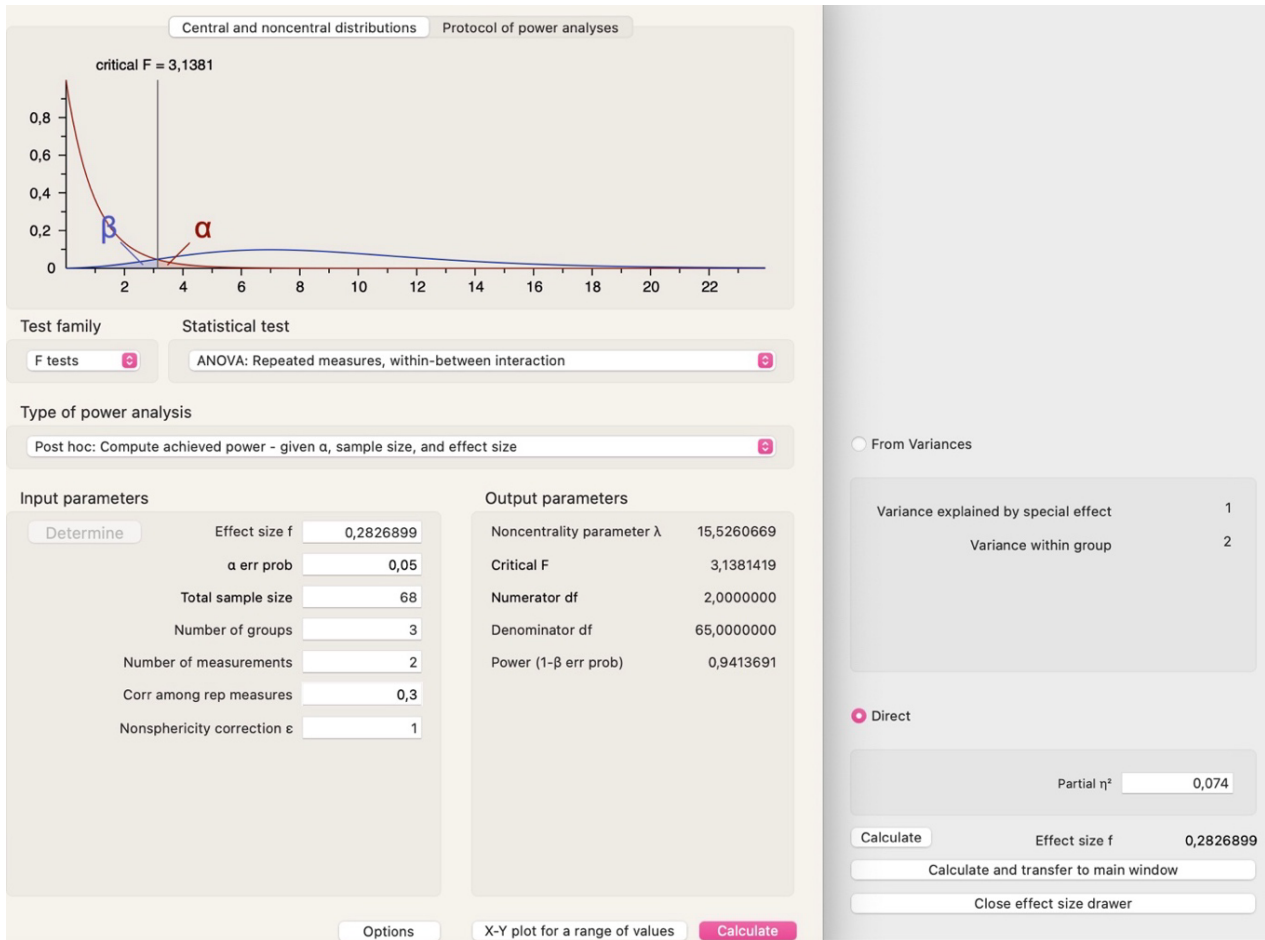 Central and noncentral distributions Protocol of power analyses
critical F = 3,1381
0,8
0,6
0,4
0,2
0
β α
2 4 6 8 10 12 14 16 18 20 22
Test family Statistical test
F tests ANOVA: Repeated measures, within-between interaction
Type of power analysis
Post hoc: Compute achieved power - given α, sample size, and effect size
Input parameters Output parameters
Determine Effect size f 0,2826899 Noncentrality parameter λ 15,5260669
α err prob 0,05 Critical F 3,1381419
Total sample size 68 Numerator df 2,0000000
Number of groups 3 Denominator df 65,0000000
Number of measurements 2 Power (1-β err prob) 0,9413691
Corr among rep measures 0,3
Nonsphericity correction ε 1
Options X-Y plot for a range of values Calculate
From Variances
Variance explained by special effect 1
Variance within group 2
Direct
Partial η² 0,074
Calculate Effect size f 0,2826899
Calculate and transfer to main window
Close effect size drawer